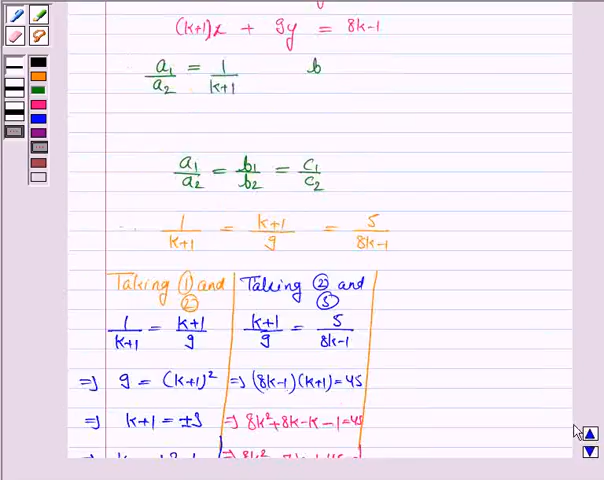 (k+1)x + 9y = 8k-1
a₁/a₂ = 1/(k+1) b
a₁/a₂ = b₁/b₂ = c₁/c₂
1/(k+1) = (k+1)/9 = 5/(8k-1)
Taking ① and ②
1/(k+1) = (k+1)/9
⇒ 9 = (k+1)²
⇒ k+1 = ±3
Taking ② and ③
(k+1)/9 = 5/(8k-1)
⇒ (8k-1)(k+1) = 45
⇒ 8k²+8k-k-1 = 45